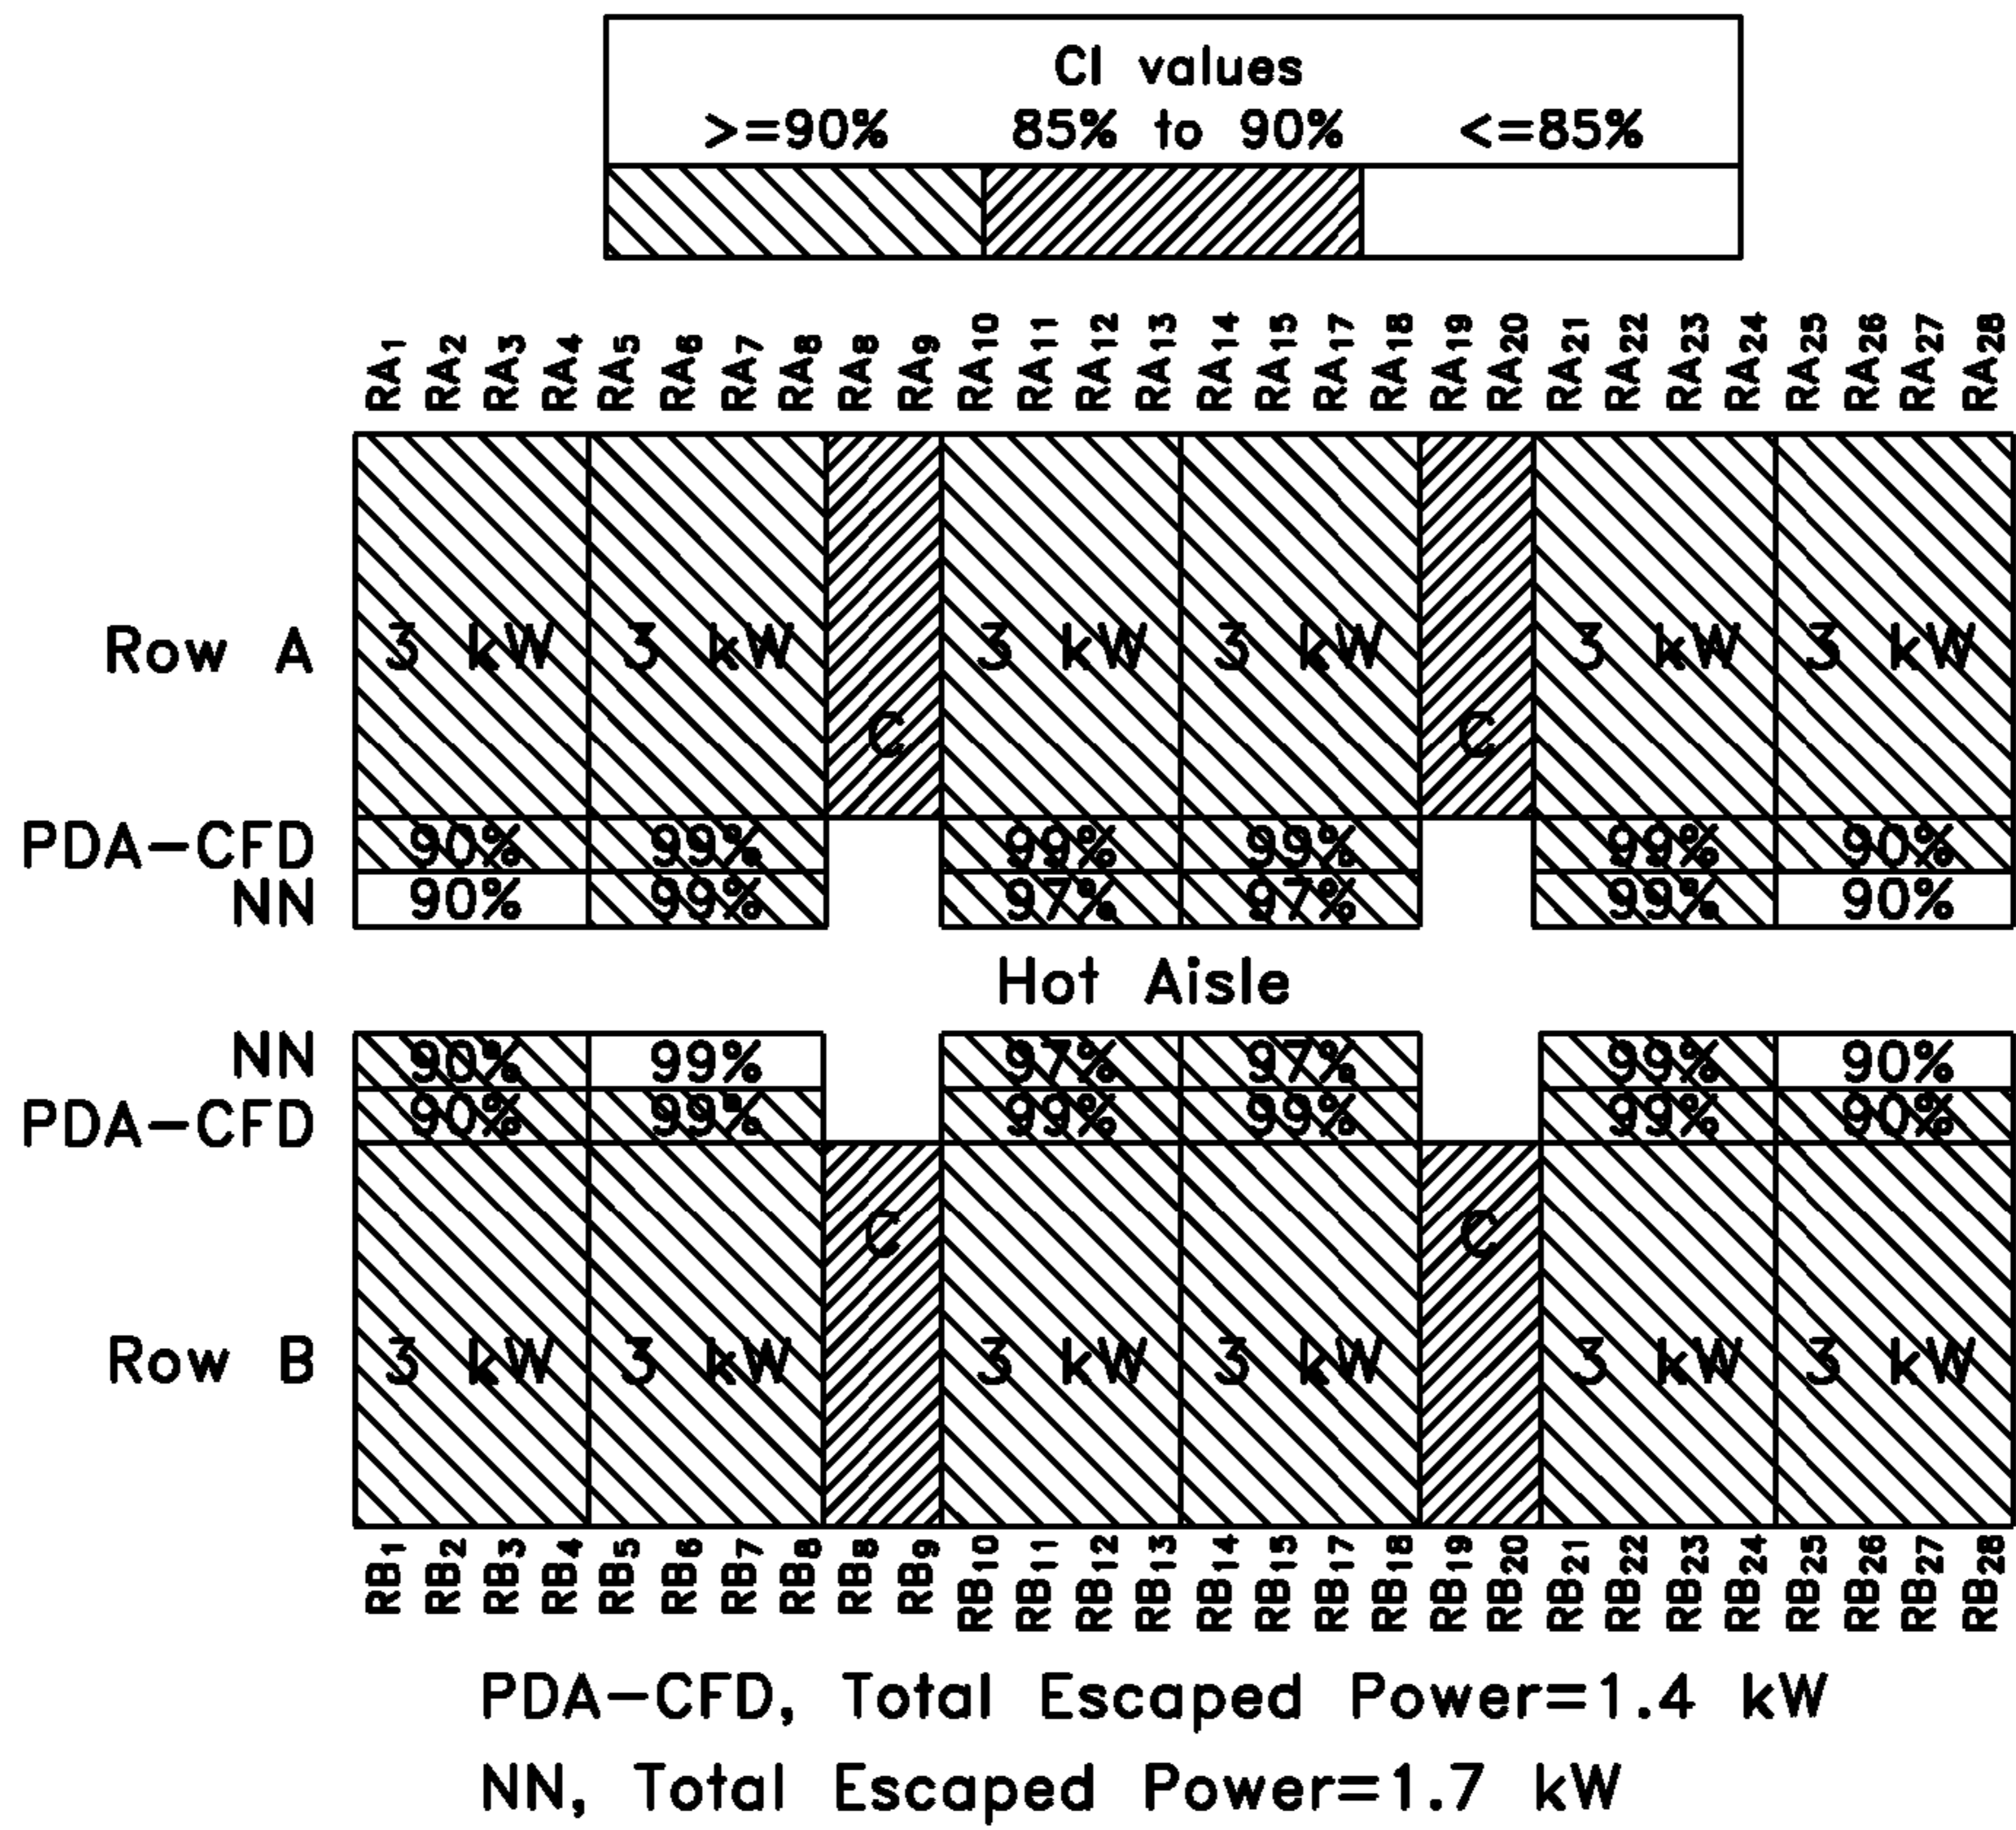 CI values
>=90% 85% to 90% <=85%
RA1 RA2 RA3 RA4 RA5 RA6 RA7 RA8 RA8 RA9 RA10 RA11 RA12 RA13 RA14 RA15 RA17 RA18 RA19 RA20 RA21 RA22 RA23 RA24 RA25 RA26 RA27 RA28
Row A 3 kW 3 kW 3 kW 3 kW 3 kW 3 kW
C C
PDA-CFD 90% 99% 99% 99% 99% 90%
NN 90% 99% 97% 97% 99% 90%
Hot Aisle
NN 90% 99% 97% 97% 99% 90%
PDA-CFD 90% 99% 99% 99% 99% 90%
C C
Row B 3 kW 3 kW 3 kW 3 kW 3 kW 3 kW
RB1 RB2 RB3 RB4 RB5 RB6 RB7 RB8 RB8 RB9 RB10 RB11 RB12 RB13 RB14 RB15 RB17 RB18 RB19 RB20 RB21 RB22 RB23 RB24 RB25 RB26 RB27 RB28
PDA-CFD, Total Escaped Power=1.4 kW
NN, Total Escaped Power=1.7 kW